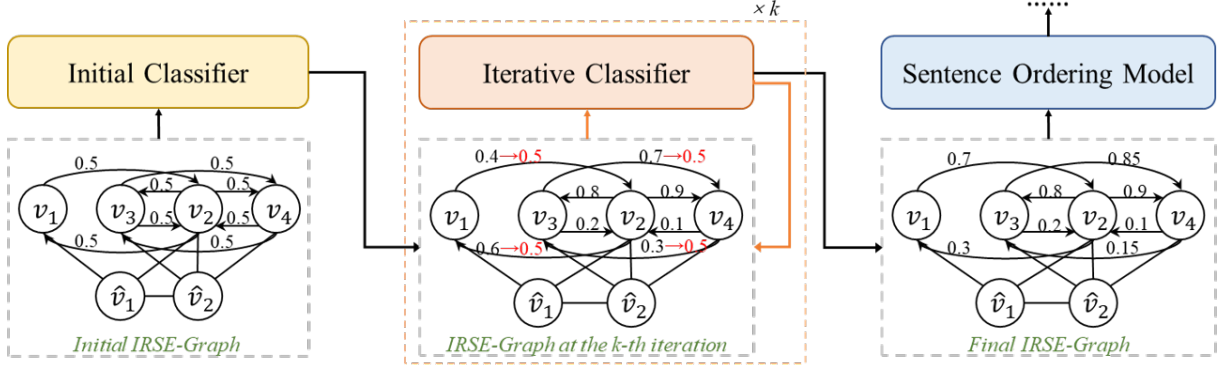 × k
......
Initial Classifier
Iterative Classifier
Sentence Ordering Model
0.5 0.5
0.5 0.5
v₁ v₃ v₂ v₄
0.5 0.5
0.5 0.5
v̂₁ v̂₂
Initial IRSE-Graph
0.4→0.5 0.7→0.5
0.8 0.9
v₁ v₃ v₂ v₄
0.2 0.1
0.6→0.5 0.3→0.5
v̂₁ v̂₂
IRSE-Graph at the k-th iteration
0.7 0.85
0.8 0.9
v₁ v₃ v₂ v₄
0.2 0.1
0.3 0.15
v̂₁ v̂₂
Final IRSE-Graph